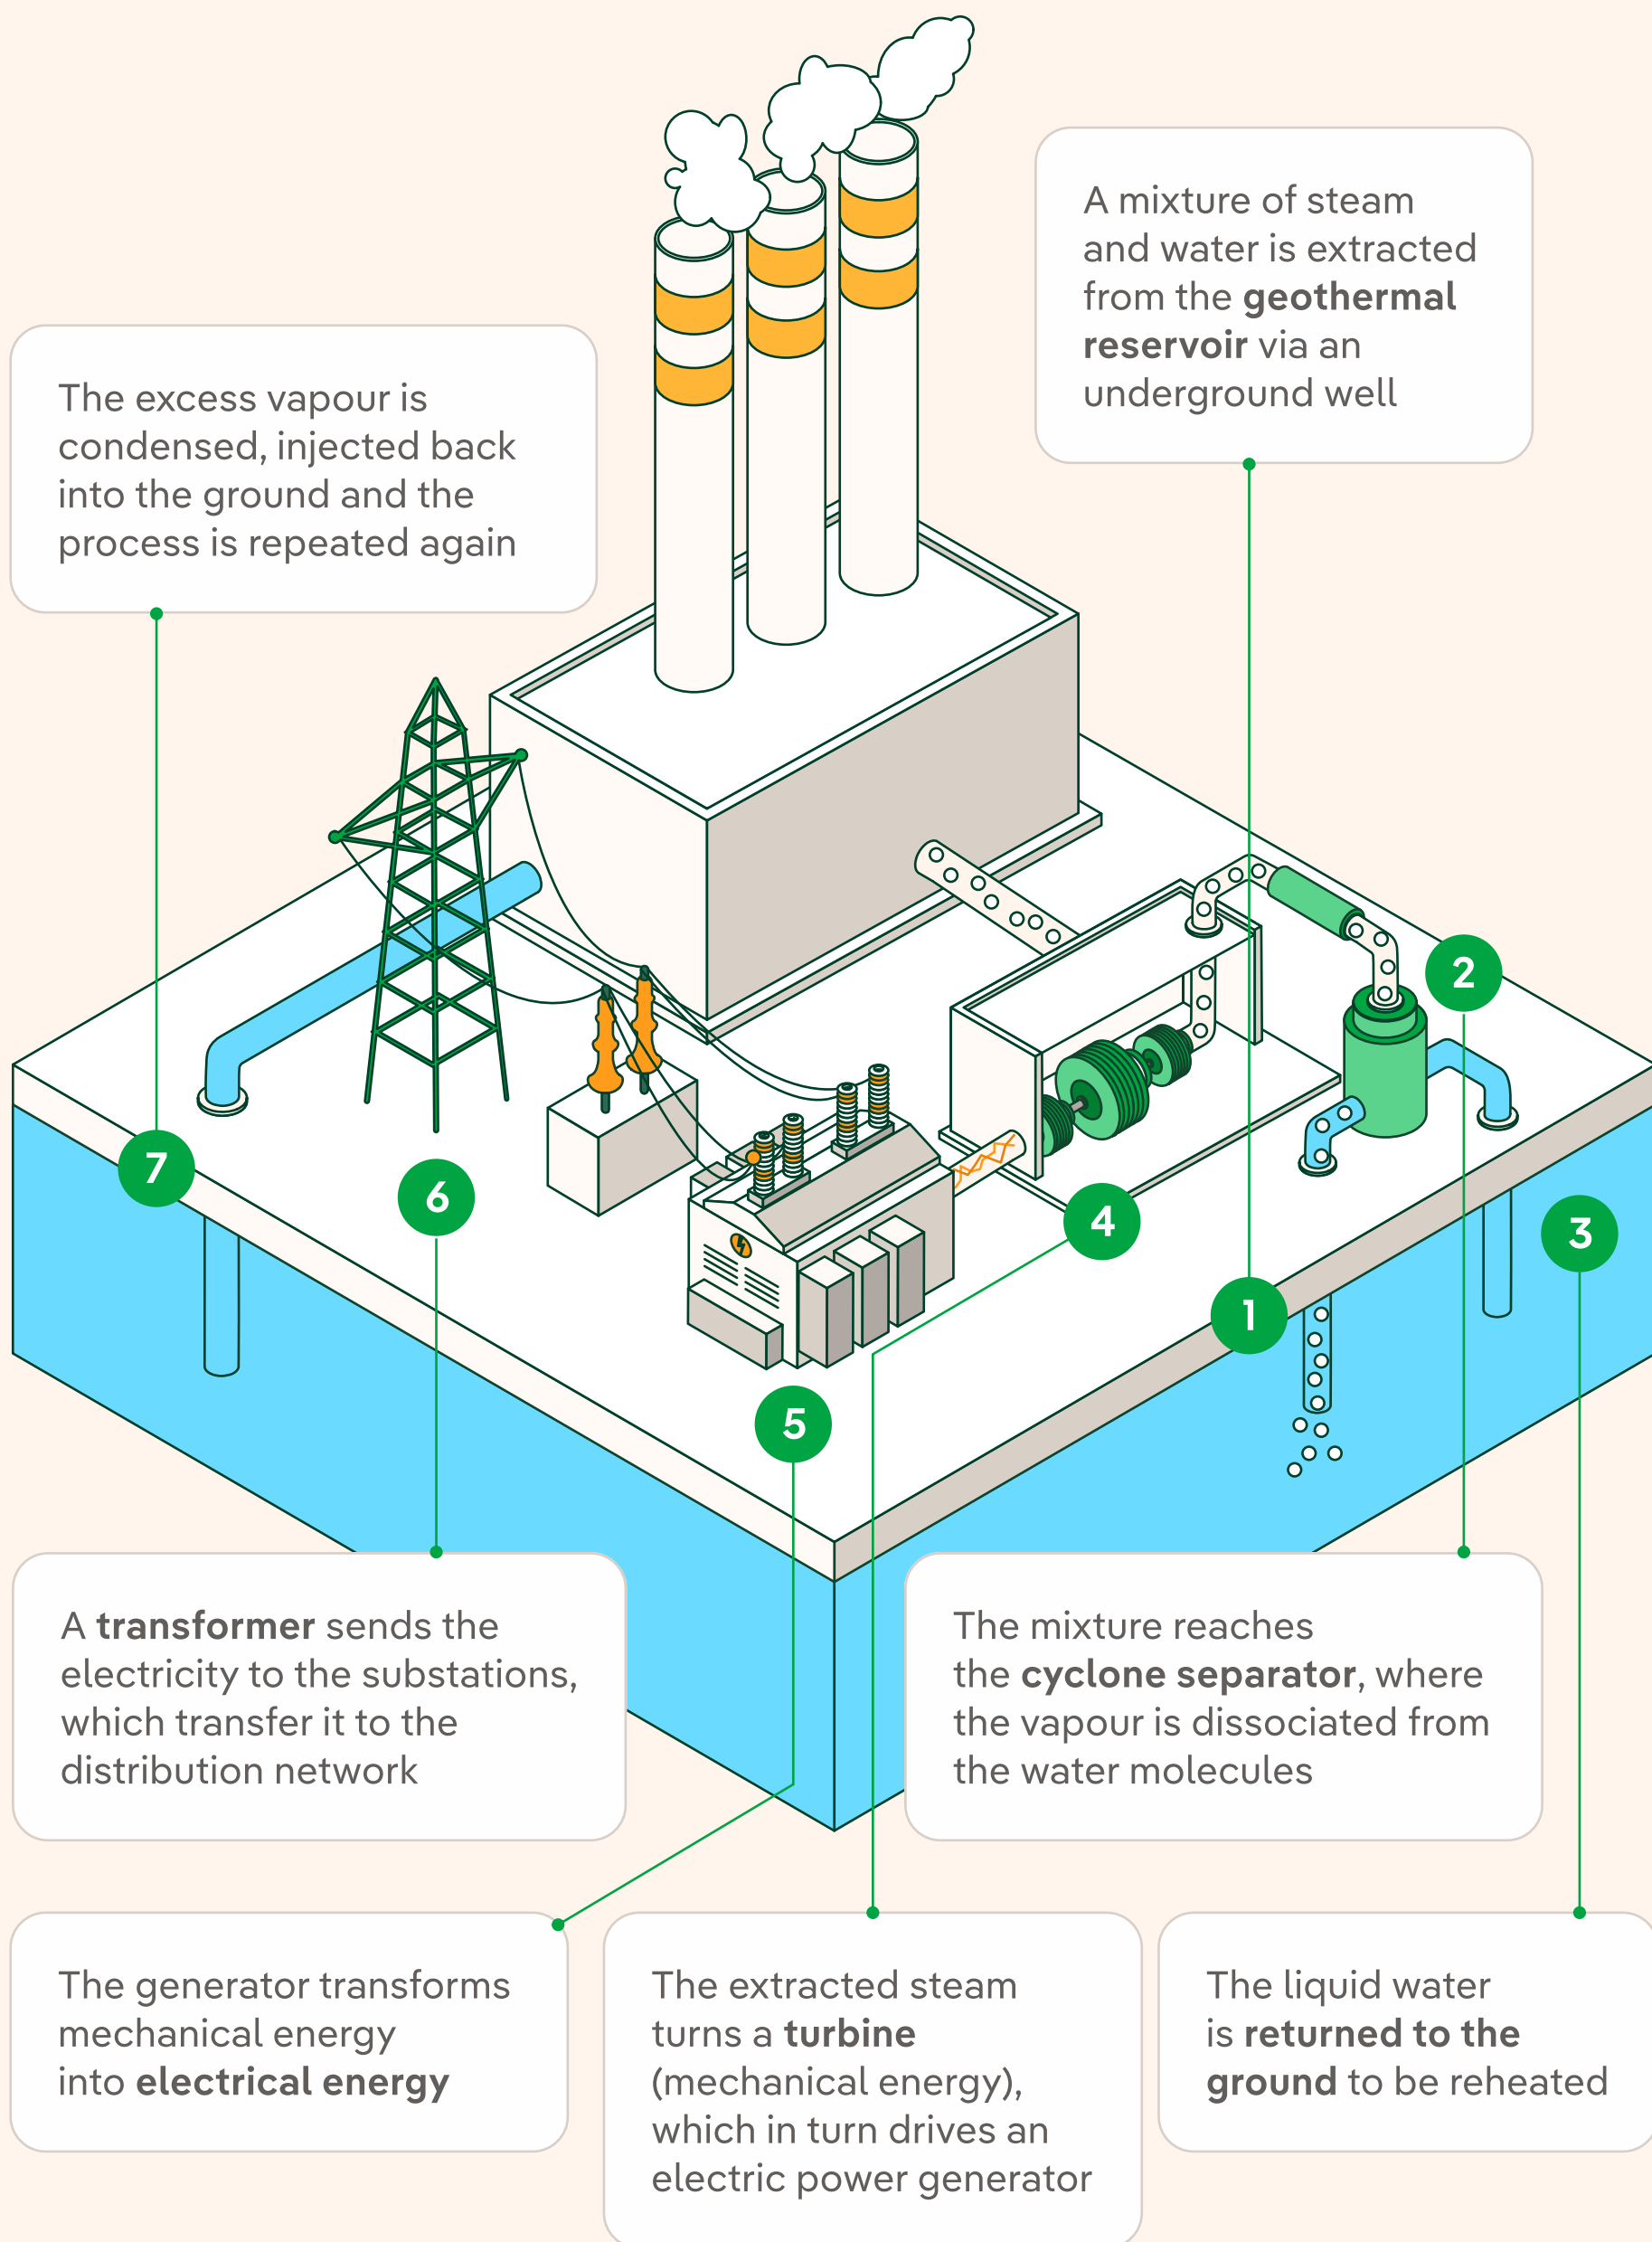 A mixture of steam
and water is extracted
from the geothermal
reservoir via an
underground well
The excess vapour is
condensed, injected back
into the ground and the
process is repeated again
2
7
6
4
3
1
5
A transformer sends the
electricity to the substations,
which transfer it to the
distribution network
The mixture reaches
the cyclone separator, where
the vapour is dissociated from
the water molecules
The generator transforms
mechanical energy
into electrical energy
The extracted steam
turns a turbine
(mechanical energy),
which in turn drives an
electric power generator
The liquid water
is returned to the
ground to be reheated